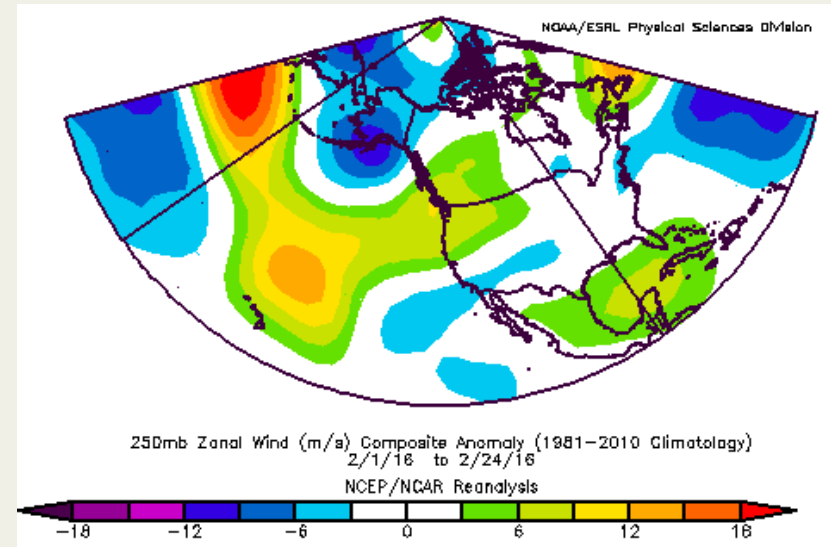 NOAA/ESRL Physical Sciences Division
250mb Zonal Wind (m/s) Composite Anomaly (1981-2010 Climatology)
2/1/16 to 2/24/16
NCEP/NCAR Reanalysis
-18 -12 -6 0 6 12 16